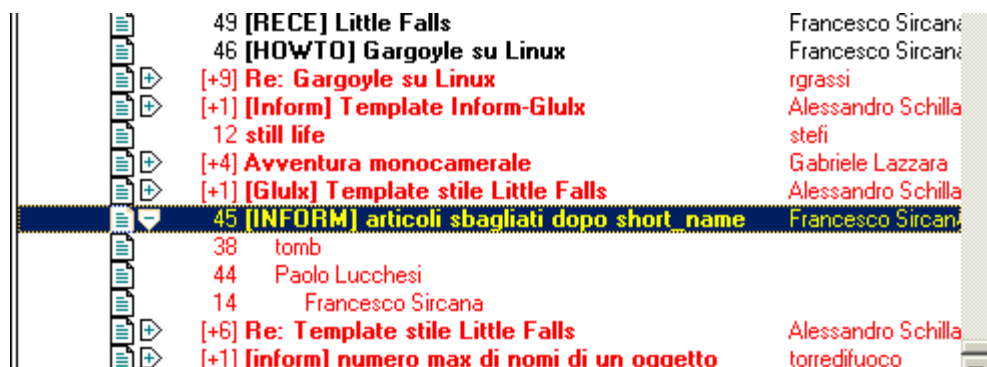 49 [RECE] Little Falls Francesco Sircana
46 [HOWTO] Gargoyle su Linux Francesco Sircana
[+9] Re: Gargoyle su Linux rgrassi
[+1] [Inform] Template Inform-Glulx Alessandro Schilla
12 still life stefi
[+4] Avventura monocamerale Gabriele Lazzara
[+1] [Glulx] Template stile Little Falls Alessandro Schilla
45 [INFORM] articoli sbagliati dopo short_name Francesco Sircana
38 tomb
44 Paolo Lucchesi
14 Francesco Sircana
[+6] Re: Template stile Little Falls Alessandro Schilla
[+1] [inform] numero max di nomi di un oggetto torredifuoco